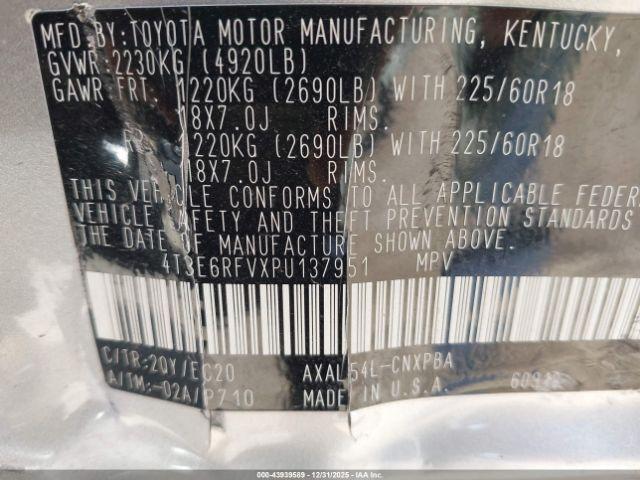 MFD.BY:TOYOTA MOTOR MANUFACTURING, KENTUCKY,
GVWR:2230KG (4920LB)
GAWR FRT. 1220KG (2690LB) WITH 225/60R18
18X7.0J RIMS.
1220KG (2690LB) WITH 225/60R18
18X7.0J RIMS.
THIS VEHICLE CONFORMS TO ALL APPLICABLE FEDER
VEHICLE SAFETY AND THEFT PREVENTION STANDARDS
THE DATE OF MANUFACTURE SHOWN ABOVE.
4T3E6RFVXPU137951 MPV
C/TR:20Y/EC20 AXAL54L-CNXPBA
A/TM:-02A/P710 MADE IN U.S.A.
000-43939589 | 12/31/2025 - IAA Inc.